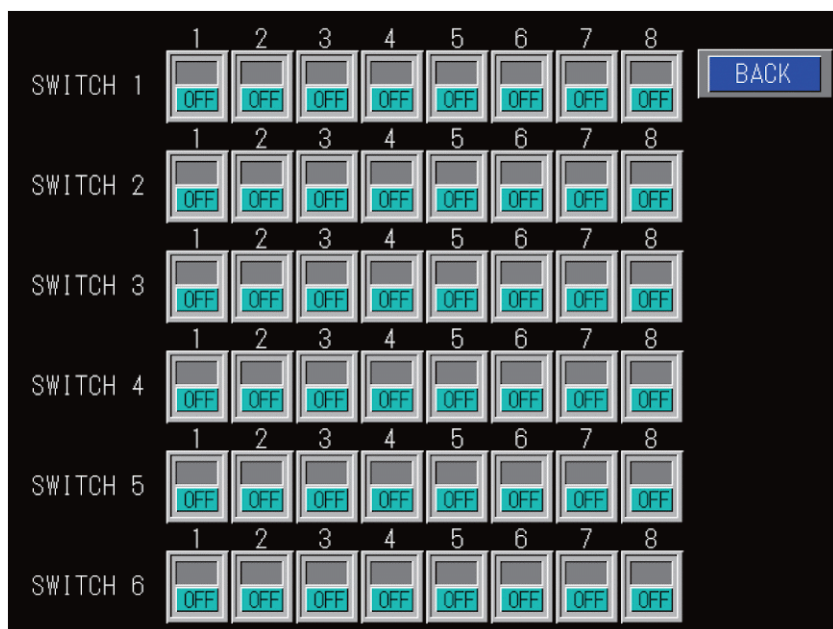 1 2 3 4 5 6 7 8
SWITCH 1 OFF OFF OFF OFF OFF OFF OFF OFF BACK
1 2 3 4 5 6 7 8
SWITCH 2 OFF OFF OFF OFF OFF OFF OFF OFF
1 2 3 4 5 6 7 8
SWITCH 3 OFF OFF OFF OFF OFF OFF OFF OFF
1 2 3 4 5 6 7 8
SWITCH 4 OFF OFF OFF OFF OFF OFF OFF OFF
1 2 3 4 5 6 7 8
SWITCH 5 OFF OFF OFF OFF OFF OFF OFF OFF
1 2 3 4 5 6 7 8
SWITCH 6 OFF OFF OFF OFF OFF OFF OFF OFF